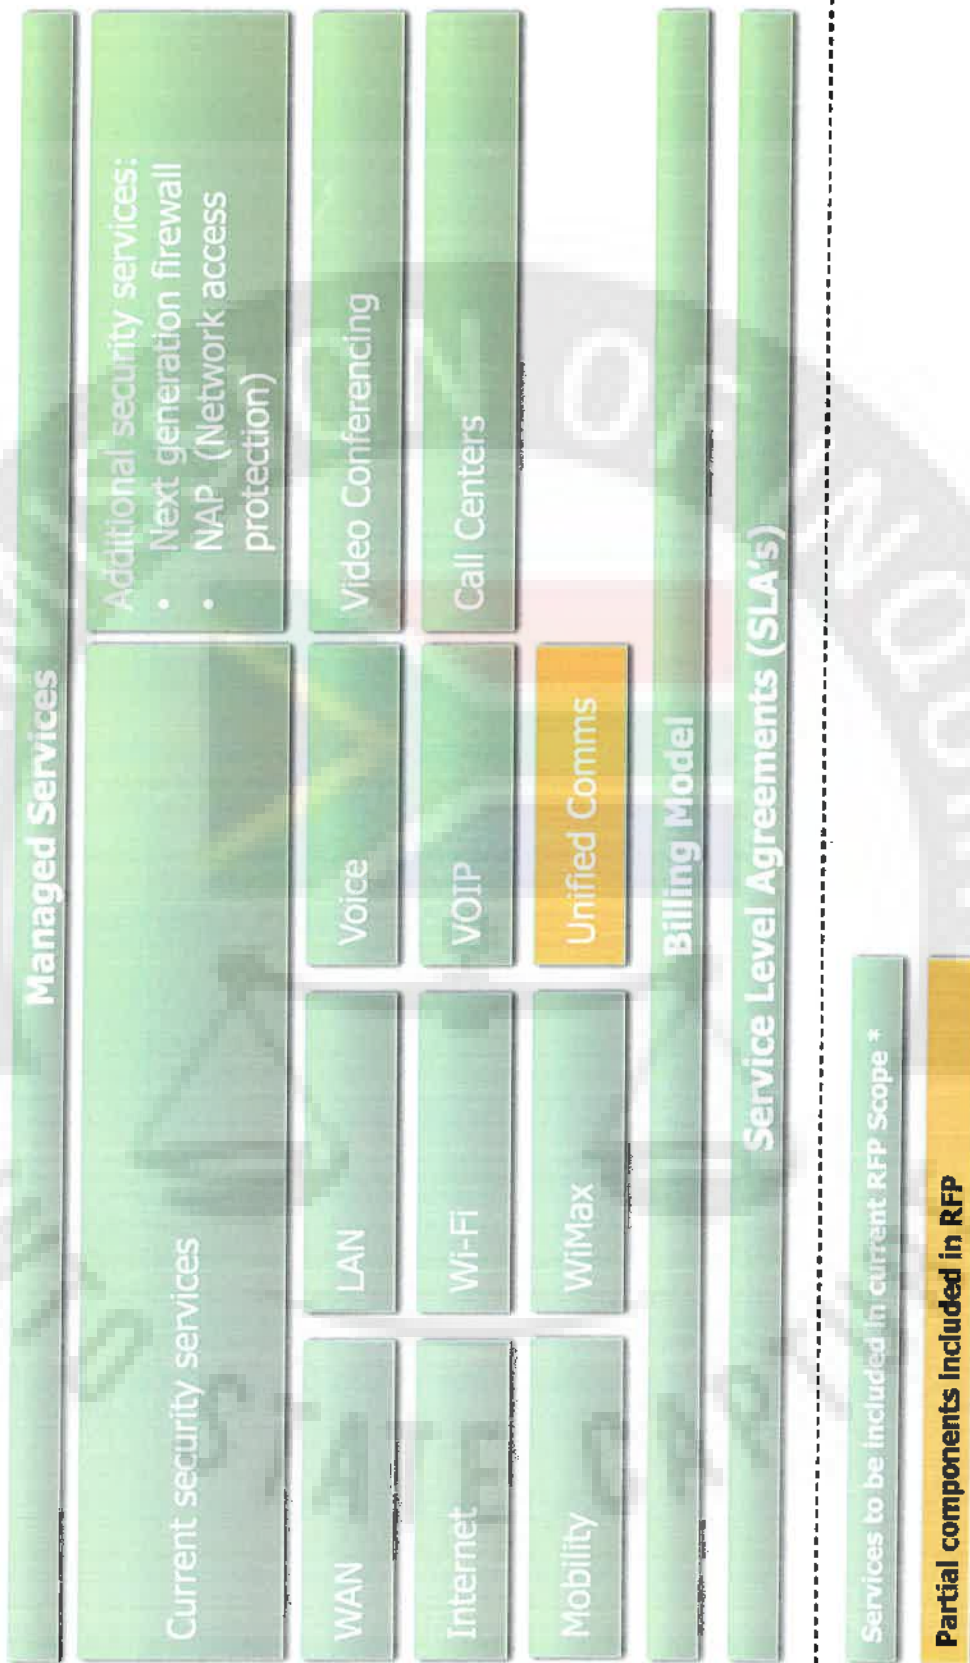 Managed Services
Current security services
Additional security services:
• Next generation firewall
• NAP (Network access
protection)
WAN
LAN
Voice
Video Conferencing
Internet
Wi-Fi
VOIP
Call Centers
Mobility
WiMax
Unified Comms
Billing Model
Service Level Agreements (SLA's)
Services to be included in current RFP Scope *
Partial components included in RFP
STATE CAPTURE